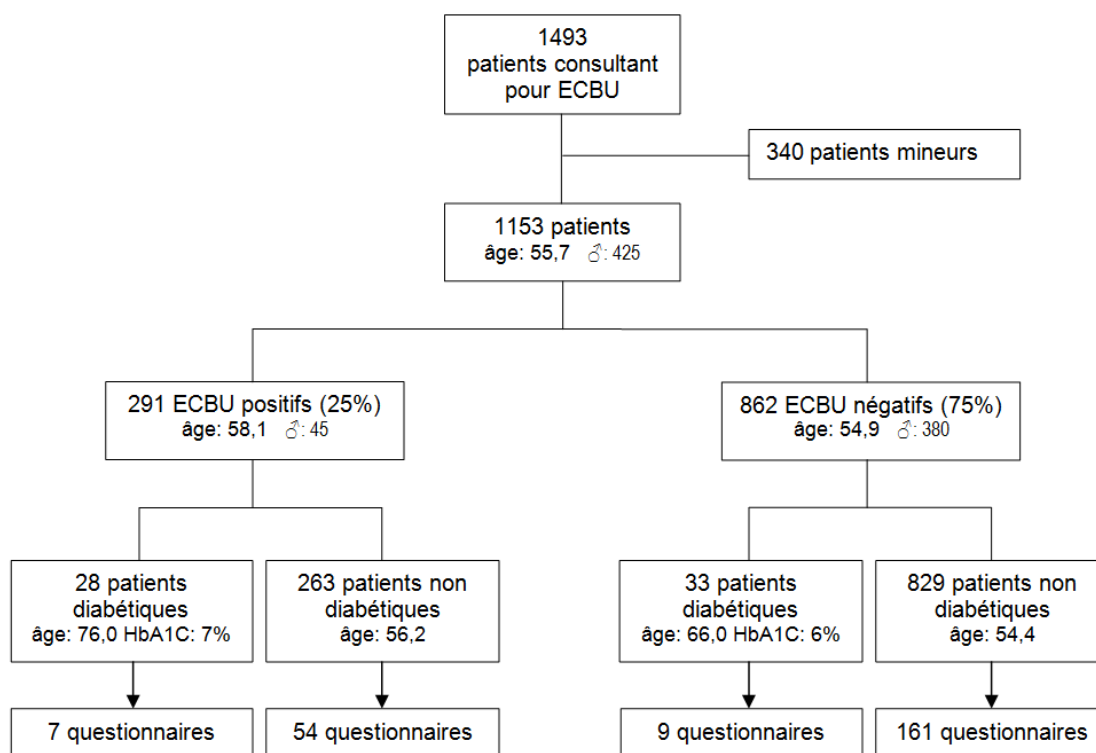 1493
patients consultant
pour ECBU
340 patients mineurs
1153 patients
âge: 55,7 ♂: 425
291 ECBU positifs (25%)
âge: 58,1 ♂: 45
862 ECBU négatifs (75%)
âge: 54,9 ♂: 380
28 patients
diabétiques
âge: 76,0 HbA1C: 7%
263 patients non
diabétiques
âge: 56,2
33 patients
diabétiques
âge: 66,0 HbA1C: 6%
829 patients non
diabétiques
âge: 54,4
7 questionnaires
54 questionnaires
9 questionnaires
161 questionnaires